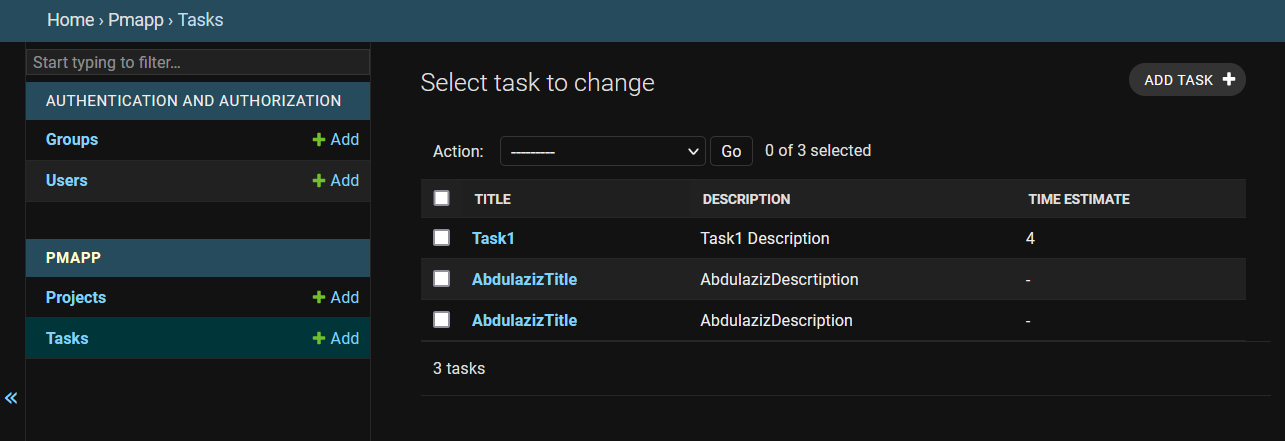 Home › Pmapp › Tasks
Start typing to filter...
AUTHENTICATION AND AUTHORIZATION
Groups + Add
Users + Add
PMAPP
Projects + Add
Tasks + Add
«
Select task to change
ADD TASK +
Action: --------- Go 0 of 3 selected
TITLE DESCRIPTION TIME ESTIMATE
Task1 Task1 Description 4
AbdulazizTitle AbdulazizDescrtiption -
AbdulazizTitle AbdulazizDescription -
3 tasks